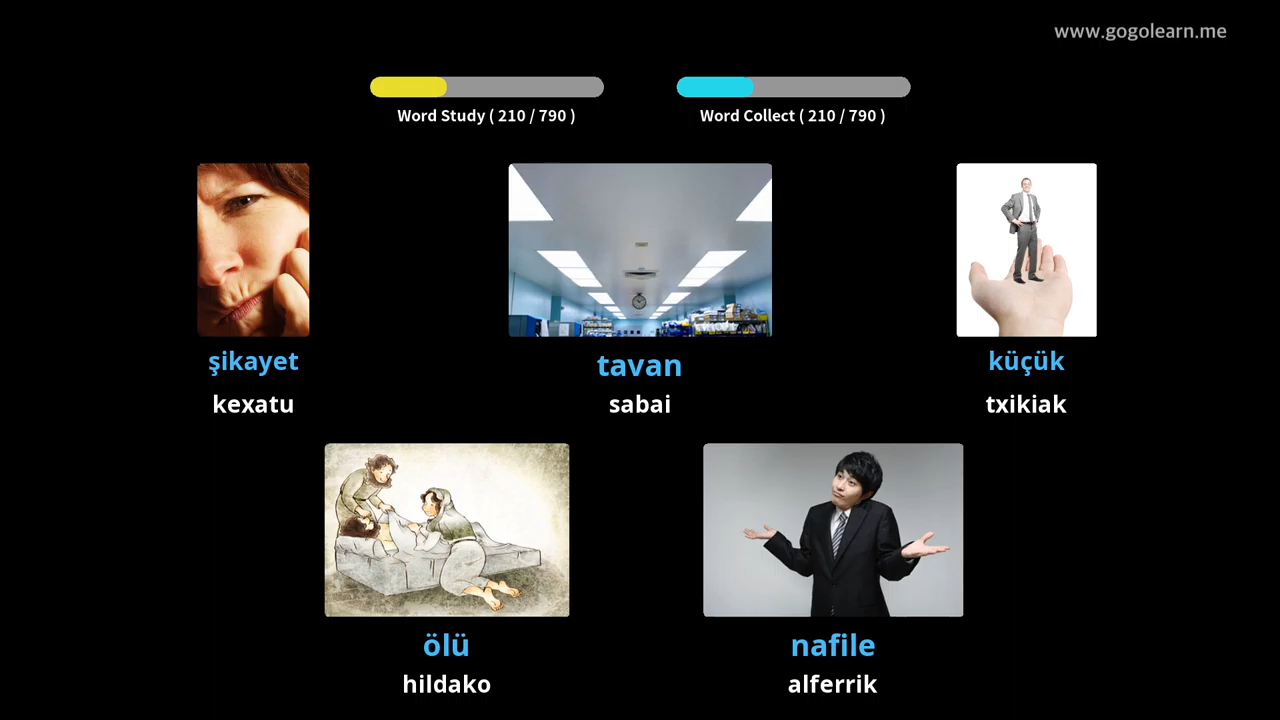 www.gogolearn.me
Word Study ( 210 / 790 )
Word Collect ( 210 / 790 )
şikayet
kexatu
tavan
sabai
küçük
txikiak
ölü
hildako
nafile
alferrik